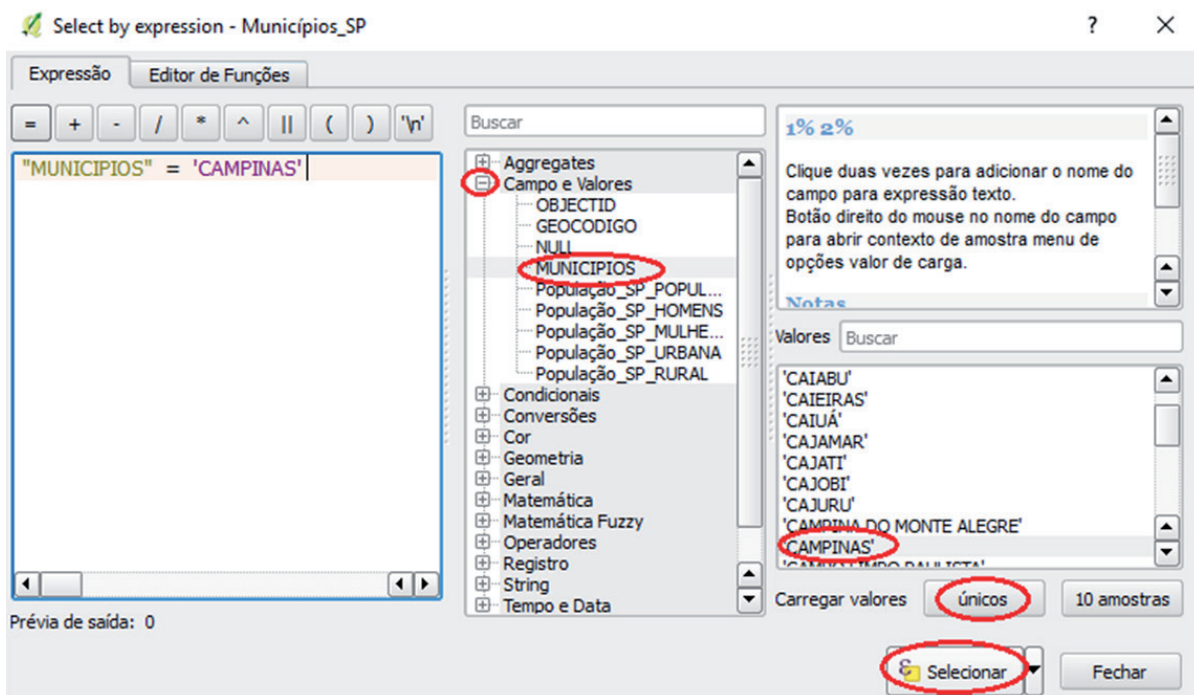 Select by expression - Municípios_SP
?
Expressão
Editor de Funções
= + - / * ^ || ( ) '\n'
"MUNICIPIOS" = 'CAMPINAS'
Prévia de saída: 0
Buscar
Aggregates
Campo e Valores
OBJECTID
GEOCODIGO
NULL
MUNICIPIOS
População_SP_POPUL...
População_SP_HOMENS
População_SP_MULHE...
População_SP_URBANA
População_SP_RURAL
Condicionais
Conversões
Cor
Geometria
Geral
Matemática
Matemática Fuzzy
Operadores
Registro
String
Tempo e Data
1% 2%
Clique duas vezes para adicionar o nome do
campo para expressão texto.
Botão direito do mouse no nome do campo
para abrir contexto de amostra menu de
opções valor de carga.
Notas
Valores Buscar
'CAIABU'
'CAIEIRAS'
'CAIUÁ'
'CAJAMAR'
'CAJATI'
'CAJOBI'
'CAJURU'
'CAMPINA DO MONTE ALEGRE'
'CAMPINAS'
'CAMPO LIMPO PAULISTA'
Carregar valores únicos 10 amostras
Selecionar Fechar